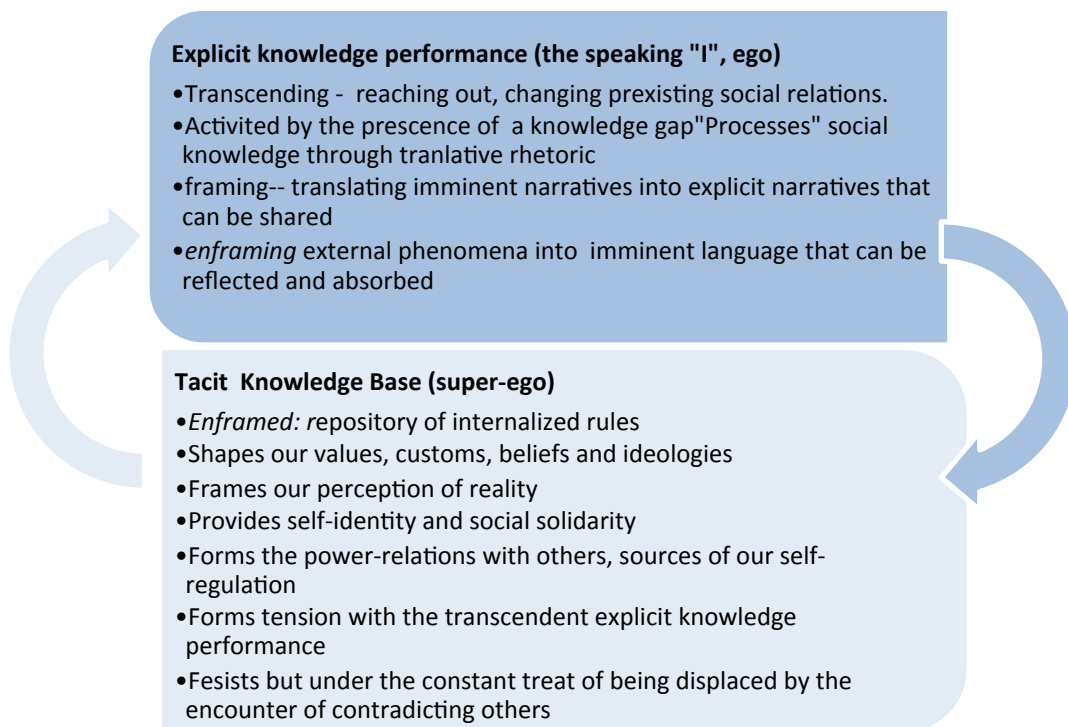 Explicit knowledge performance (the speaking "I", ego)
•Transcending - reaching out, changing prexisting social relations.
•Activited by the prescence of a knowledge gap"Processes" social
knowledge through tranlative rhetoric
•framing-- translating imminent narratives into explicit narratives that
can be shared
•enframing external phenomena into imminent language that can be
reflected and absorbed
Tacit Knowledge Base (super-ego)
•Enframed: repository of internalized rules
•Shapes our values, customs, beliefs and ideologies
•Frames our perception of reality
•Provides self-identity and social solidarity
•Forms the power-relations with others, sources of our self-
regulation
•Forms tension with the transcendent explicit knowledge
performance
•Fesists but under the constant treat of being displaced by the
encounter of contradicting others